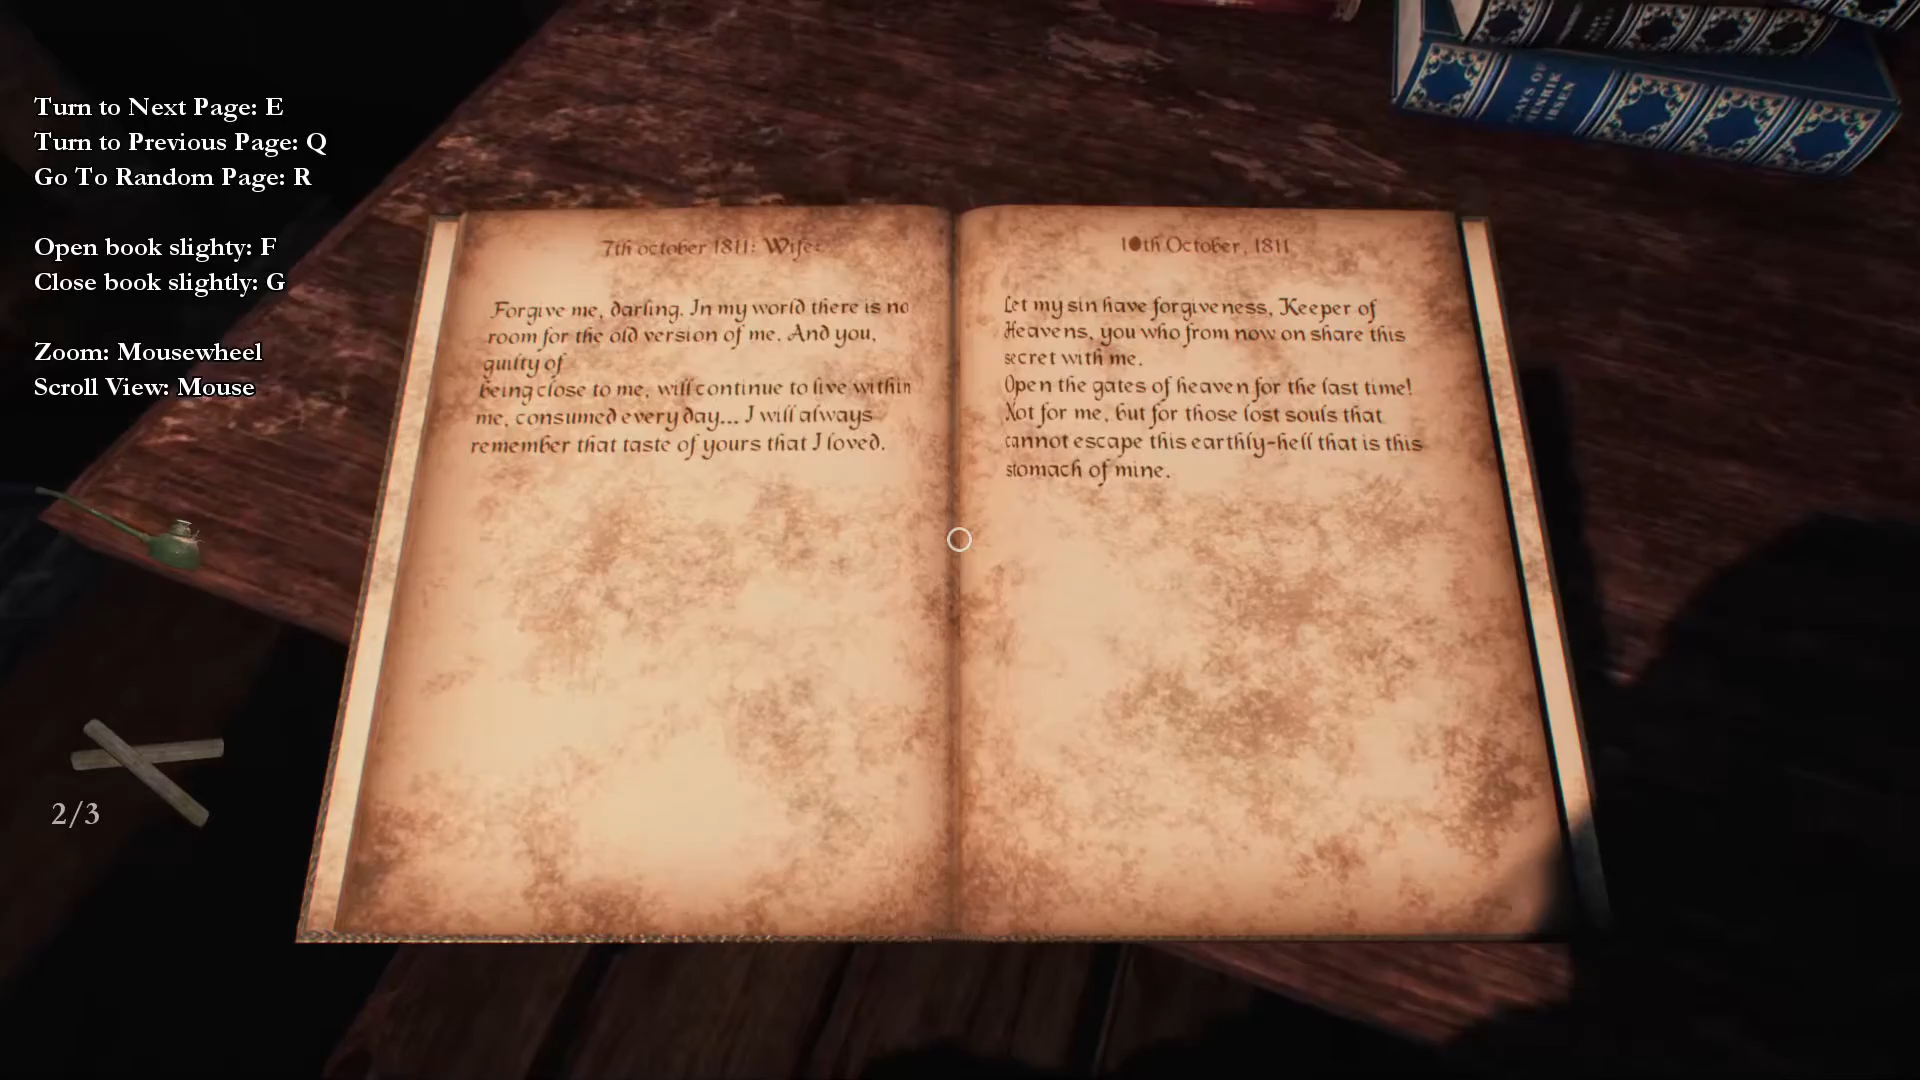 Turn to Next Page: E
Turn to Previous Page: Q
Go To Random Page: R
Open book slighty: F
Close book slightly: G
Zoom: Mousewheel
Scroll View: Mouse
2/3
7th october 1811: Wife:
Forgive me, darling. In my world there is no
room for the old version of me. And you,
guilty of
being close to me, will continue to live within
me, consumed every day... I will always
remember that taste of yours that I loved.
10th October, 1811
Let my sin have forgiveness, Keeper of
Heavens, you who from now on share this
secret with me.
Open the gates of heaven for the last time!
Not for me, but for those lost souls that
cannot escape this earthly-hell that is this
stomach of mine.
PLAYS OF
HENRIK
IBSEN